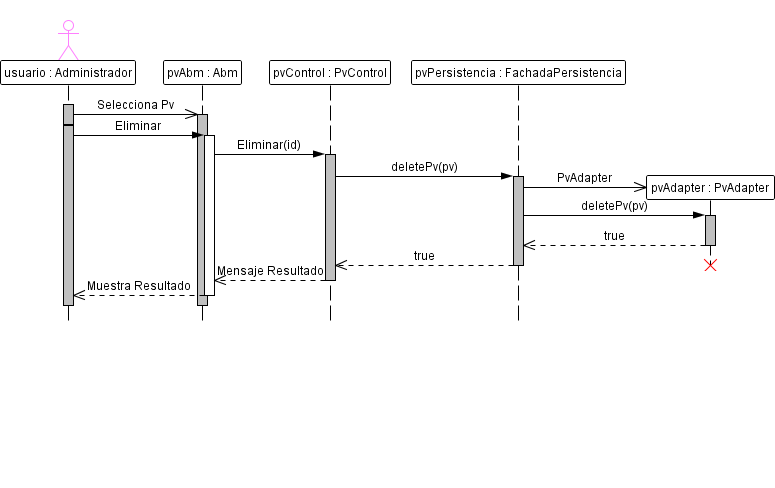 usuario : Administrador
pvAbm : Abm
pvControl : PvControl
pvPersistencia : FachadaPersistencia
Selecciona Pv
Eliminar
Eliminar(id)
deletePv(pv)
PvAdapter
pvAdapter : PvAdapter
deletePv(pv)
true
true
Mensaje Resultado
Muestra Resultado